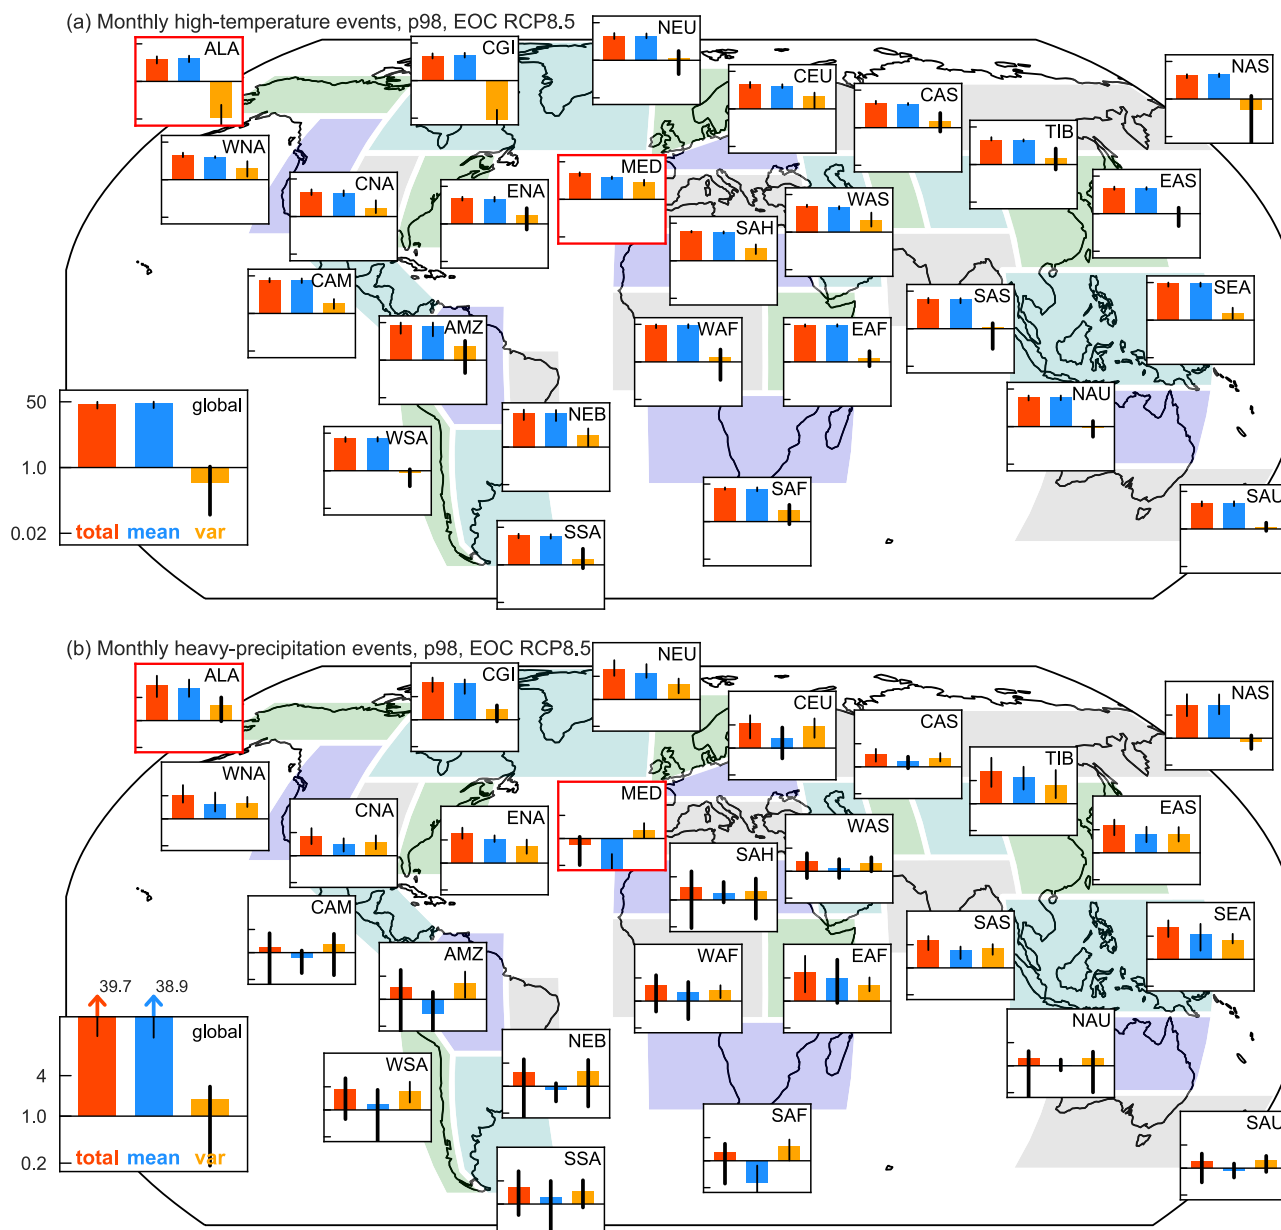 (a) Monthly high-temperature events, p98, EOC RCP8.5
ALA
CGI
NEU
CEU
CAS
NAS
WNA
CNA
ENA
MED
TIB
EAS
SAH
WAS
CAM
AMZ
WAF
EAF
SAS
SEA
NAU
NEB
WSA
SAF
SSA
SAU
50
1.0
0.02
global
total mean var
(b) Monthly heavy-precipitation events, p98, EOC RCP8.5
ALA
CGI
NEU
CEU
CAS
NAS
WNA
CNA
ENA
MED
TIB
EAS
SAH
WAS
CAM
AMZ
WAF
EAF
SAS
SEA
NAU
NEB
WSA
SAF
SSA
SAU
39.7
38.9
4
1.0
0.2
global
total mean var